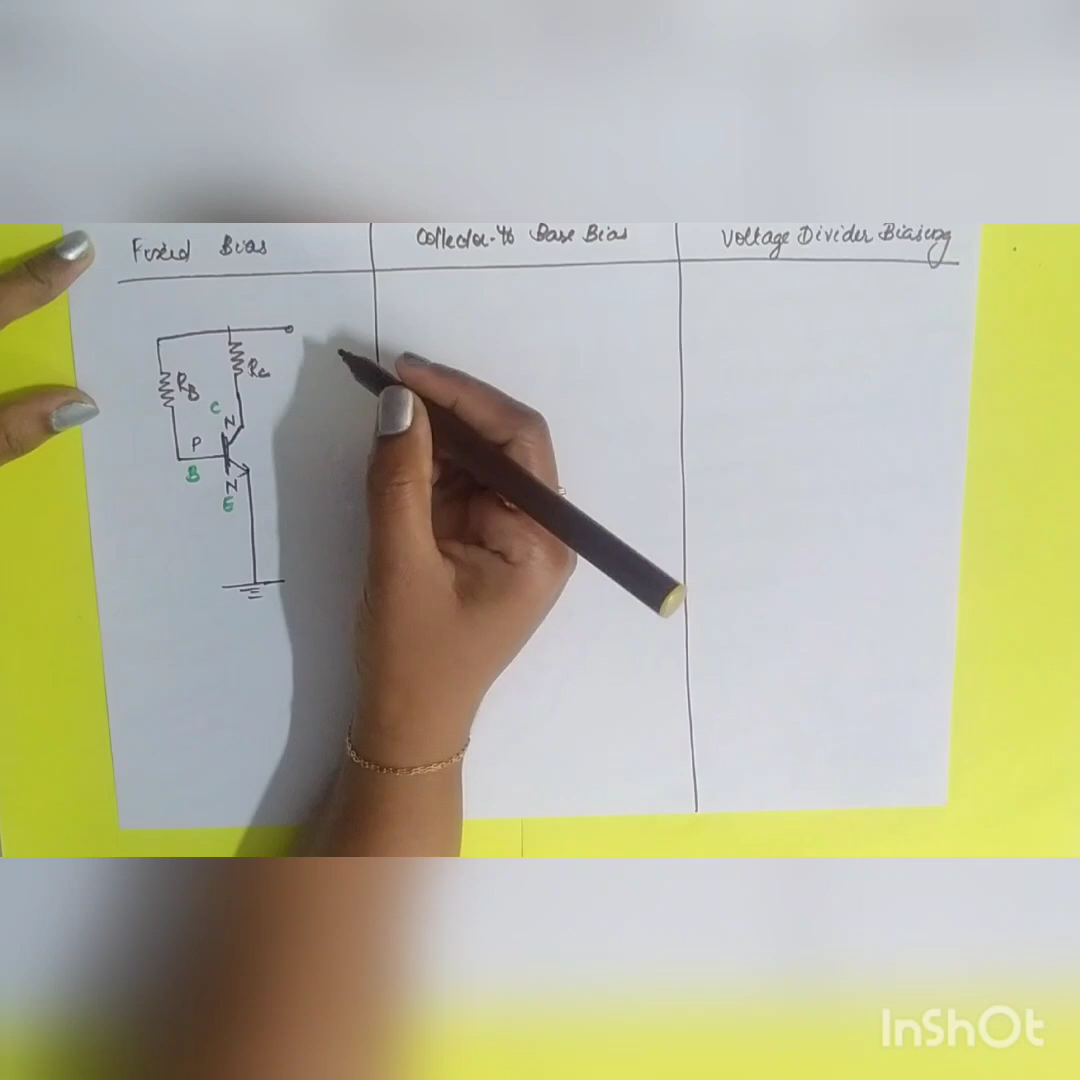 Fixed Bias
Collector-to Base Bias
Voltage Divider Biasing
RB
Rc
C
N
P
B
N
E
InShOt